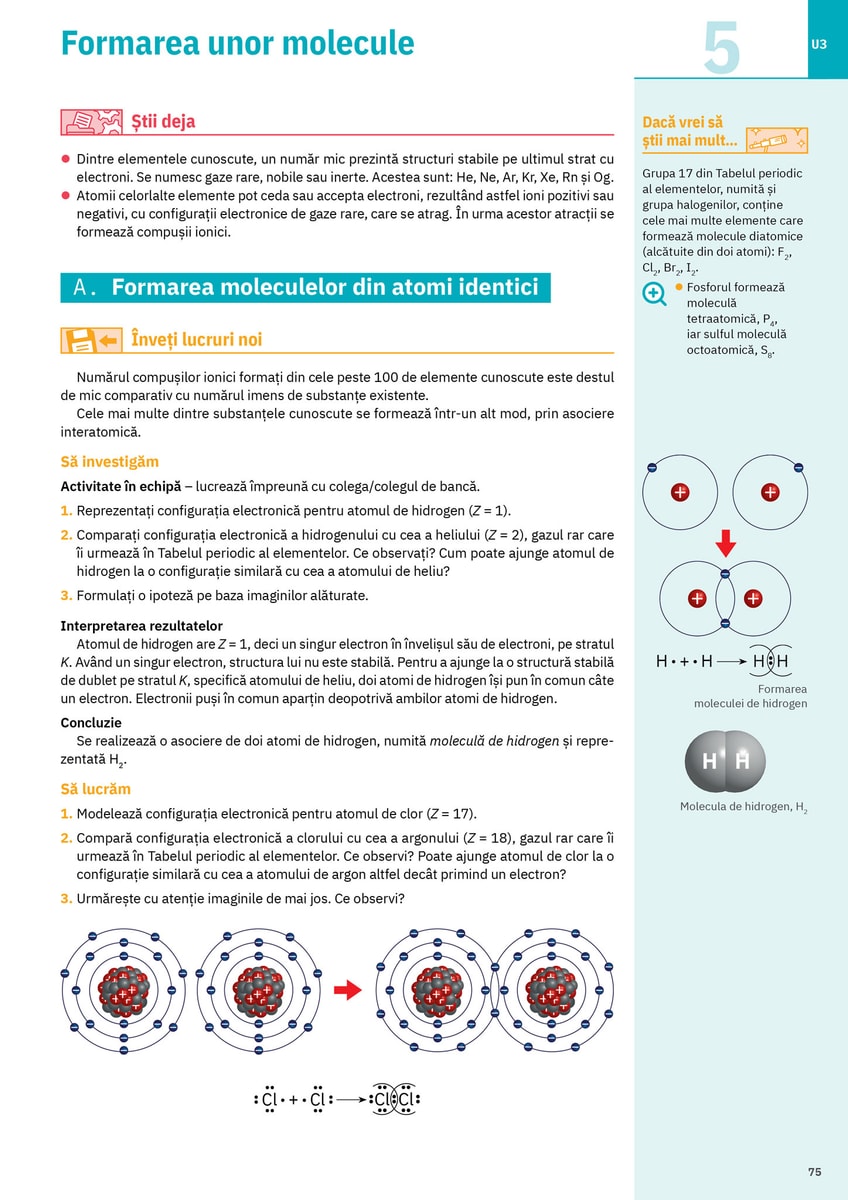 Formarea unor molecule
5
U3
Știi deja
● Dintre elementele cunoscute, un număr mic prezintă structuri stabile pe ultimul strat cu
electroni. Se numesc gaze rare, nobile sau inerte. Acestea sunt: He, Ne, Ar, Kr, Xe, Rn și Og.
● Atomii celorlalte elemente pot ceda sau accepta electroni, rezultând astfel ioni pozitivi sau
negativi, cu configurații electronice de gaze rare, care se atrag. În urma acestor atracții se
formează compușii ionici.
A. Formarea moleculelor din atomi identici
Înveți lucruri noi
Numărul compușilor ionici formați din cele peste 100 de elemente cunoscute este destul
de mic comparativ cu numărul imens de substanțe existente.
Cele mai multe dintre substanțele cunoscute se formează într-un alt mod, prin asociere
interatomică.
Să investigăm
Activitate în echipă – lucrează împreună cu colega/colegul de bancă.
1. Reprezentați configurația electronică pentru atomul de hidrogen (Z = 1).
2. Comparați configurația electronică a hidrogenului cu cea a heliului (Z = 2), gazul rar care
îi urmează în Tabelul periodic al elementelor. Ce observați? Cum poate ajunge atomul de
hidrogen la o configurație similară cu cea a atomului de heliu?
3. Formulați o ipoteză pe baza imaginilor alăturate.
Interpretarea rezultatelor
Atomul de hidrogen are Z = 1, deci un singur electron în învelișul său de electroni, pe stratul
K. Având un singur electron, structura lui nu este stabilă. Pentru a ajunge la o structură stabilă
de dublet pe stratul K, specifică atomului de heliu, doi atomi de hidrogen își pun în comun câte
un electron. Electronii puși în comun aparțin deopotrivă ambilor atomi de hidrogen.
Concluzie
Se realizează o asociere de doi atomi de hidrogen, numită moleculă de hidrogen și repre-
zentată H₂.
Să lucrăm
1. Modelează configurația electronică pentru atomul de clor (Z = 17).
2. Compară configurația electronică a clorului cu cea a argonului (Z = 18), gazul rar care îi
urmează în Tabelul periodic al elementelor. Ce observi? Poate ajunge atomul de clor la o
configurație similară cu cea a atomului de argon altfel decât primind un electron?
3. Urmărește cu atenție imaginile de mai jos. Ce observi?
:Cl· + ·Cl: → :Cl:Cl:
Dacă vrei să
știi mai mult...
Grupa 17 din Tabelul periodic
al elementelor, numită și
grupa halogenilor, conține
cele mai multe elemente care
formează molecule diatomice
(alcătuite din doi atomi): F₂,
Cl₂, Br₂, I₂.
● Fosforul formează
moleculă
tetraatomică, P₄,
iar sulful moleculă
octoatomică, S₈.
H· + ·H → H:H
Formarea
moleculei de hidrogen
H H
Molecula de hidrogen, H₂
75